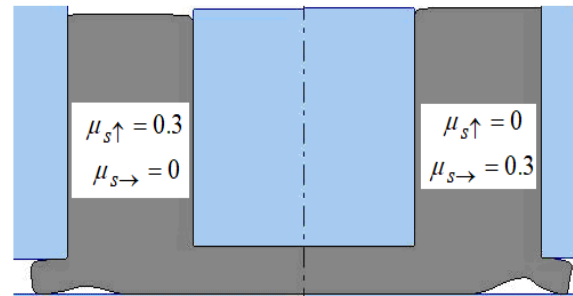 μₛ↑ = 0.3
μₛ→ = 0
μₛ↑ = 0
μₛ→ = 0.3